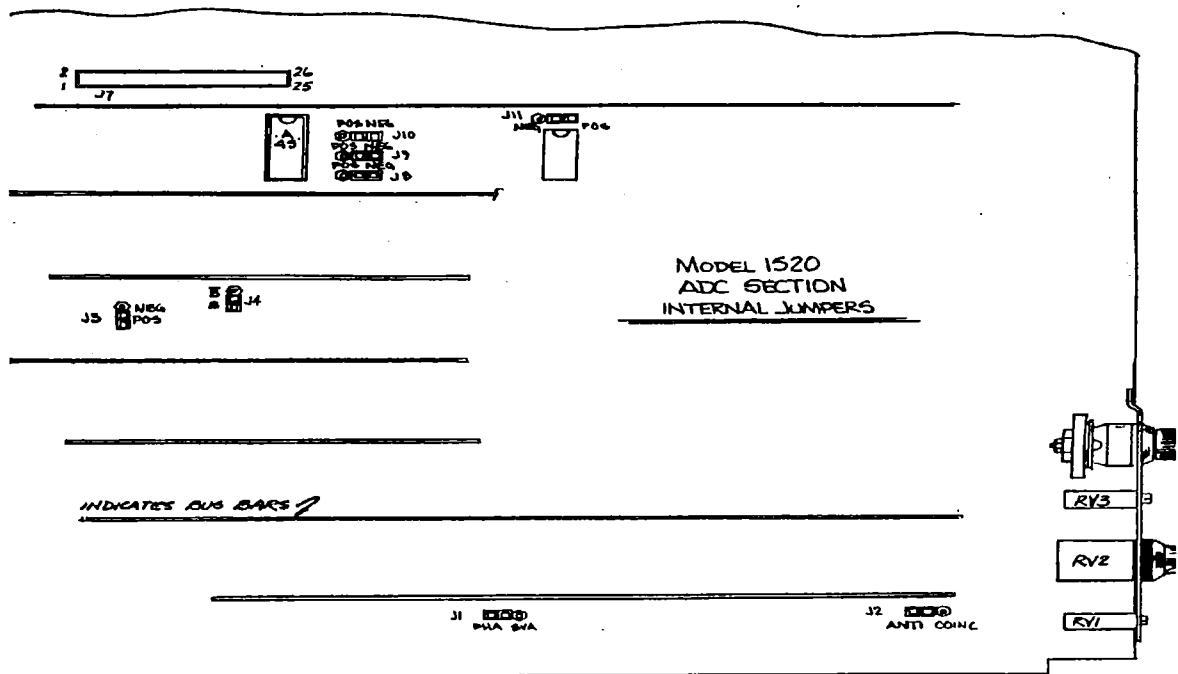 2 26
1 25
J7
J11
NEG POS
A
43
POS NEG
J10
POS NEG
J9
POS NEG
J8
MODEL 1520
ADC SECTION
INTERNAL JUMPERS
J4
J3
NEG
POS
INDICATES BUS BARS
RV3
RV2
RV1
J1
PHA SVA
J2
ANTI COINC